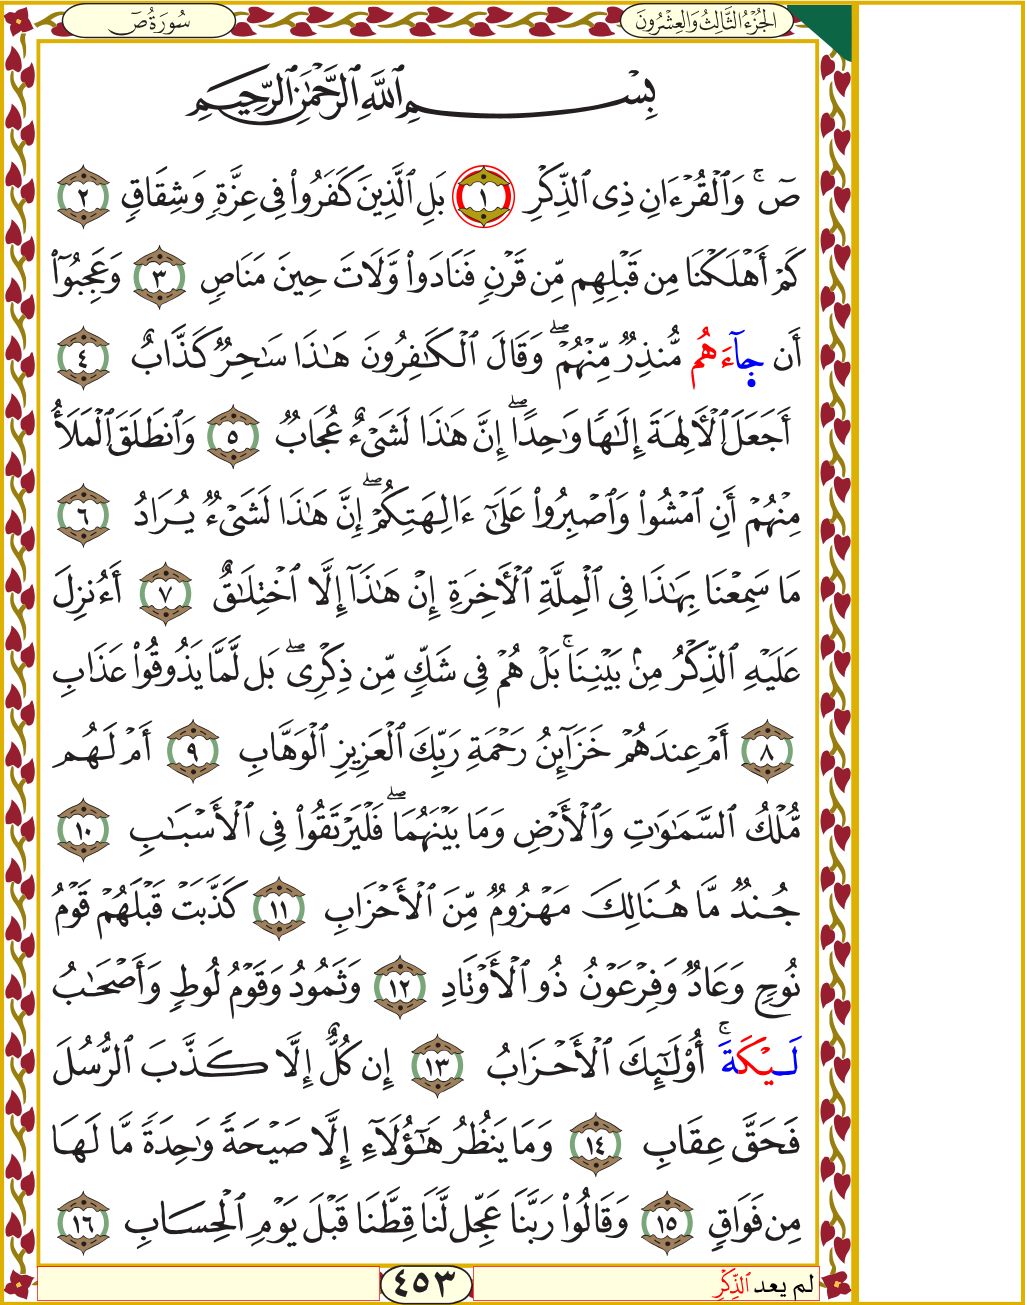 الجُزْءُ الثَّالِثُ وَالعِشْرُونَ
سُورَةُ صٓ
بِسْمِ ٱللَّهِ ٱلرَّحْمَٰنِ ٱلرَّحِيمِ
صٓۚ وَٱلْقُرْءَانِ ذِى ٱلذِّكْرِ ١ بَلِ ٱلَّذِينَ كَفَرُوا۟ فِى عِزَّةٍۢ وَشِقَاقٍۢ ٢
كَمْ أَهْلَكْنَا مِن قَبْلِهِم مِّن قَرْنٍۢ فَنَادَوا۟ وَّلَاتَ حِينَ مَنَاصٍۢ ٣ وَعَجِبُوٓا۟
أَن جَآءَهُم مُّنذِرٌۭ مِّنْهُمْۖ وَقَالَ ٱلْكَـٰفِرُونَ هَـٰذَا سَـٰحِرٌۭ كَذَّابٌ ٤
أَجَعَلَ ٱلْأَلِهَةَ إِلَـٰهًۭا وَٰحِدًاۖ إِنَّ هَـٰذَا لَشَىْءٌ عُجَابٌۭ ٥ وَٱنطَلَقَ ٱلْمَلَأُ
مِنْهُمْ أَنِ ٱمْشُوا۟ وَٱصْبِرُوا۟ عَلَىٰٓ ءَالِهَتِكُمْۖ إِنَّ هَـٰذَا لَشَىْءٌۭ يُرَادُ ٦
مَا سَمِعْنَا بِهَـٰذَا فِى ٱلْمِلَّةِ ٱلْأَخِرَةِ إِنْ هَـٰذَآ إِلَّا ٱخْتِلَـٰقٌ ٧ أَءُنزِلَ
عَلَيْهِ ٱلذِّكْرُ مِنۢ بَيْنِنَاۚ بَلْ هُمْ فِى شَكٍّۢ مِّن ذِكْرِىۖ بَل لَّمَّا يَذُوقُوا۟ عَذَابِ
٨ أَمْ عِندَهُمْ خَزَآئِنُ رَحْمَةِ رَبِّكَ ٱلْعَزِيزِ ٱلْوَهَّابِ ٩ أَمْ لَهُم
مُّلْكُ ٱلسَّمَـٰوَٰتِ وَٱلْأَرْضِ وَمَا بَيْنَهُمَاۖ فَلْيَرْتَقُوا۟ فِى ٱلْأَسْبَـٰبِ ١٠
جُندٌۭ مَّا هُنَالِكَ مَهْزُومٌۭ مِّنَ ٱلْأَحْزَابِ ١١ كَذَّبَتْ قَبْلَهُمْ قَوْمُ
نُوحٍۢ وَعَادٌۭ وَفِرْعَوْنُ ذُو ٱلْأَوْتَادِ ١٢ وَثَمُودُ وَقَوْمُ لُوطٍۢ وَأَصْحَـٰبُ
لَيْكَةَۚ أُو۟لَـٰٓئِكَ ٱلْأَحْزَابُ ١٣ إِن كُلٌّ إِلَّا كَذَّبَ ٱلرُّسُلَ
فَحَقَّ عِقَابِ ١٤ وَمَا يَنظُرُ هَـٰٓؤُلَآءِ إِلَّا صَيْحَةًۭ وَٰحِدَةًۭ مَّا لَهَا
مِن فَوَاقٍۢ ١٥ وَقَالُوا۟ رَبَّنَا عَجِّل لَّنَا قِطَّنَا قَبْلَ يَوْمِ ٱلْحِسَابِ ١٦
لم يعد ٱلذِّكْرِ
٤٥٣